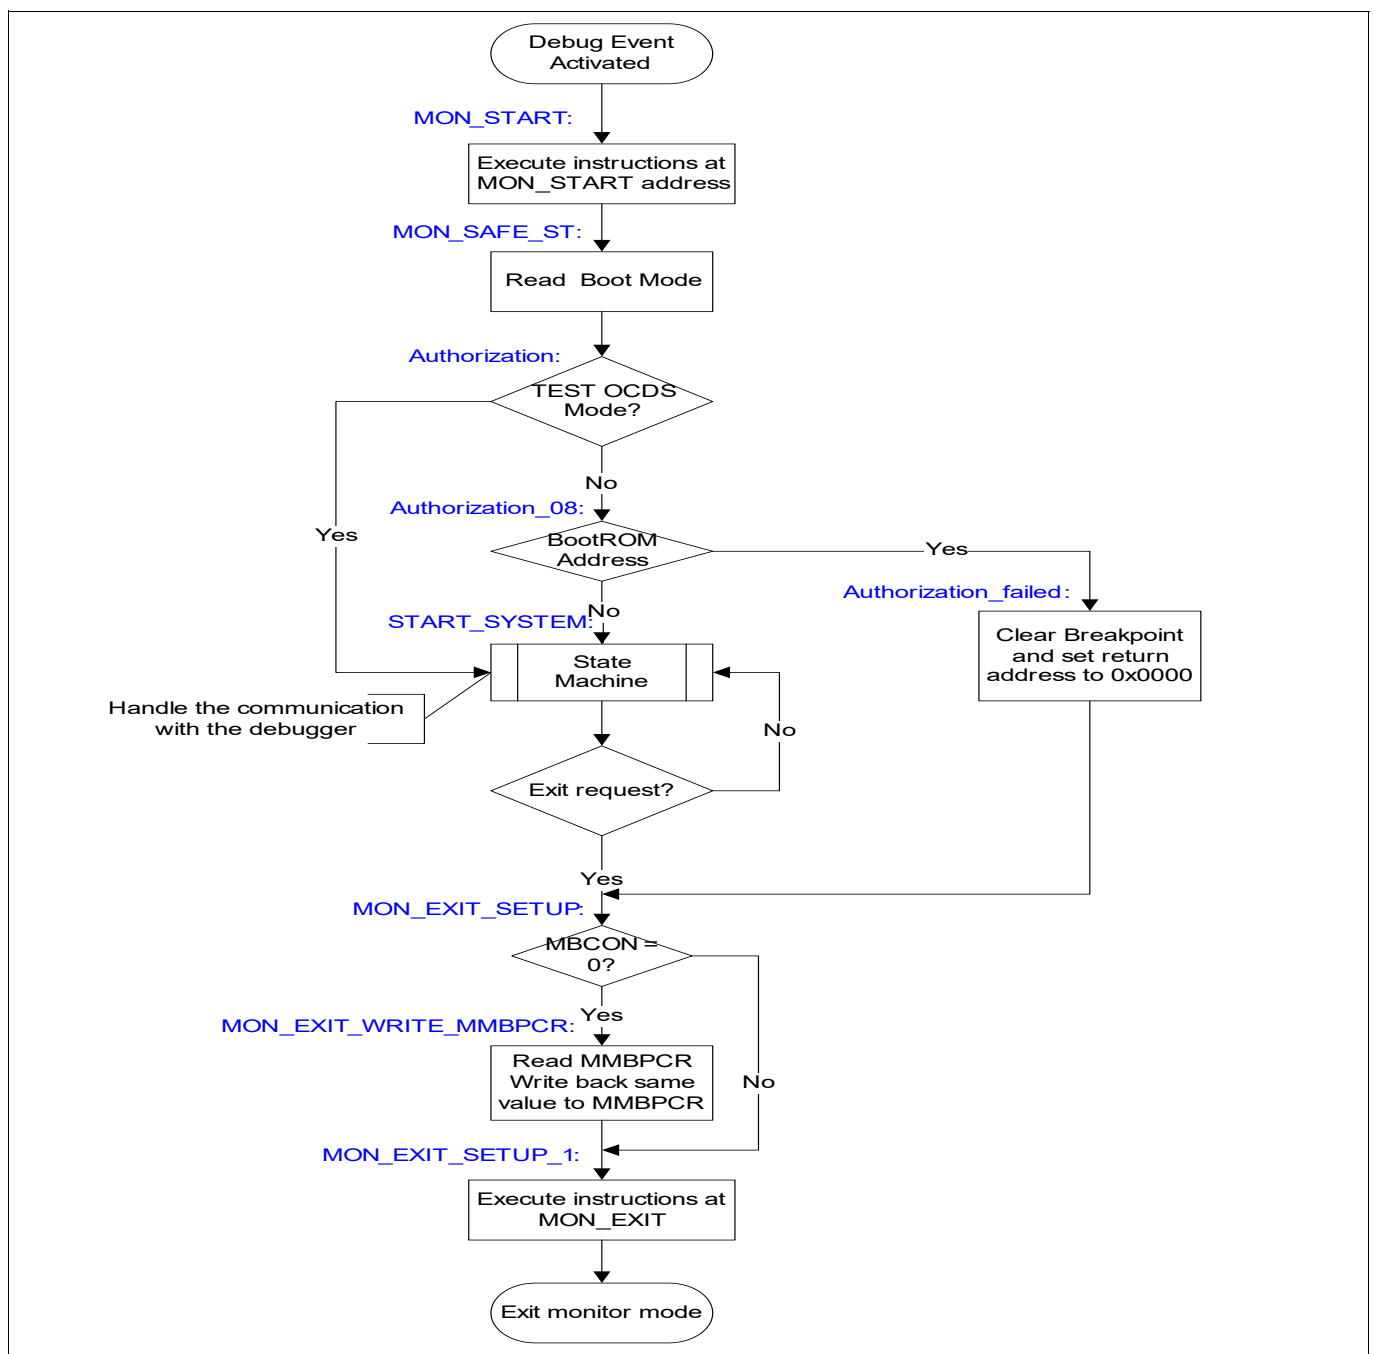 Debug Event
Activated
MON_START:
Execute instructions at
MON_START address
MON_SAFE_ST:
Read Boot Mode
Authorization:
TEST OCDS
Mode?
No
Yes
Authorization_08:
BootROM
Address
Yes
Authorization_failed:
Clear Breakpoint
and set return
address to 0x0000
No
START_SYSTEM:
State
Machine
Handle the communication
with the debugger
No
Exit request?
Yes
MON_EXIT_SETUP:
MBCON =
0?
Yes
MON_EXIT_WRITE_MMBPCR:
Read MMBPCR
Write back same
value to MMBPCR
No
MON_EXIT_SETUP_1:
Execute instructions at
MON_EXIT
Exit monitor mode